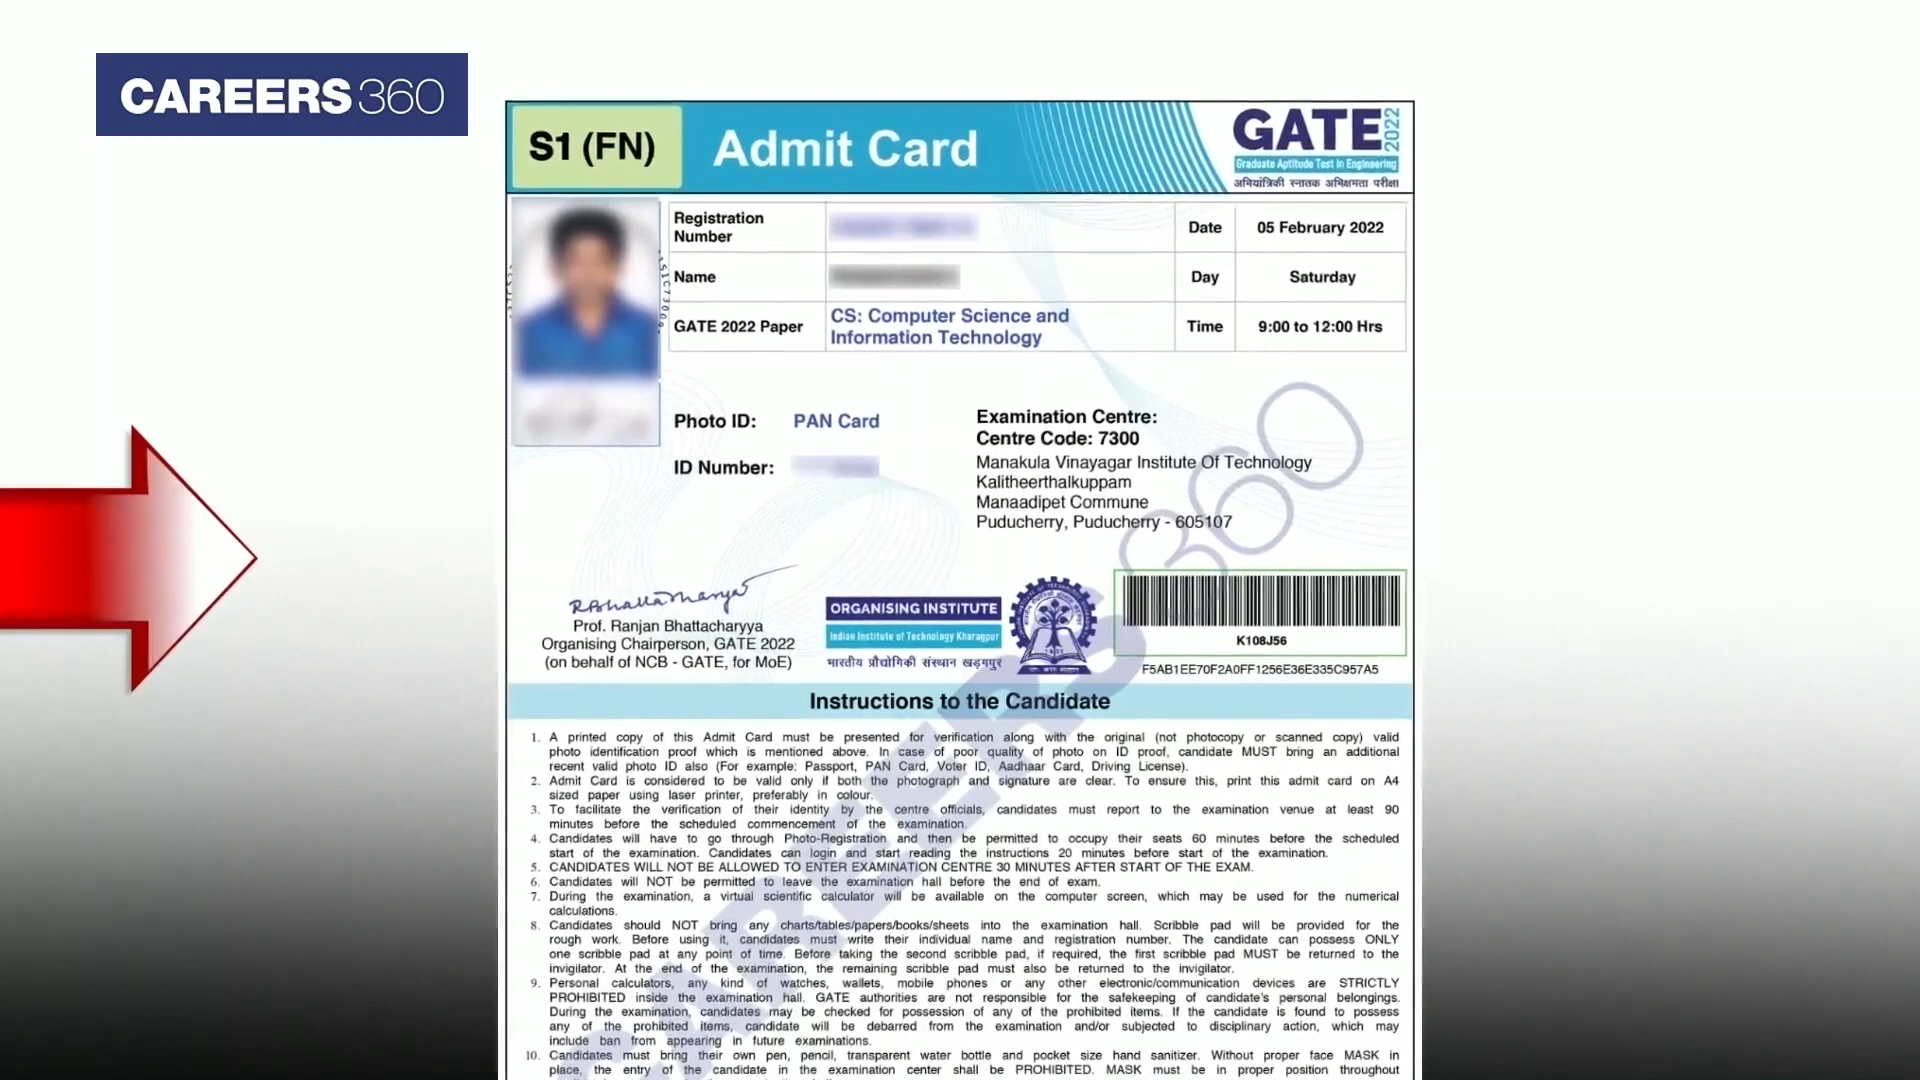 CAREERS360
S1 (FN)
Admit Card
GATE 2022
Graduate Aptitude Test in Engineering
अभियांत्रिकी स्नातक अभिक्षमता परीक्षा
Registration
Number
Date
05 February 2022
Name
Day
Saturday
GATE 2022 Paper
CS: Computer Science and
Information Technology
Time
9:00 to 12:00 Hrs
Photo ID:
PAN Card
ID Number:
Examination Centre:
Centre Code: 7300
Manakula Vinayagar Institute Of Technology
Kalitheerthalkuppam
Manaadipet Commune
Puducherry, Puducherry - 605107
Prof. Ranjan Bhattacharyya
Organising Chairperson, GATE 2022
(on behalf of NCB - GATE, for MoE)
ORGANISING INSTITUTE
Indian Institute of Technology Kharagpur
भारतीय प्रौद्योगिकी संस्थान खड़गपुर
K108J56
F5AB1EE70F2A0FF1256E36E335C957A5
Instructions to the Candidate
1. A printed copy of this Admit Card must be presented for verification along with the original (not photocopy or scanned copy) valid
photo identification proof which is mentioned above. In case of poor quality of photo on ID proof, candidate MUST bring an additional
recent valid photo ID also (For example: Passport, PAN Card, Voter ID, Aadhaar Card, Driving License).
2. Admit Card is considered to be valid only if both the photograph and signature are clear. To ensure this, print this admit card on A4
sized paper using laser printer, preferably in colour.
3. To facilitate the verification of their identity by the centre officials, candidates must report to the examination venue at least 90
minutes before the scheduled commencement of the examination.
4. Candidates will have to go through Photo-Registration and then be permitted to occupy their seats 60 minutes before the scheduled
start of the examination. Candidates can login and start reading the instructions 20 minutes before start of the examination.
5. CANDIDATES WILL NOT BE ALLOWED TO ENTER EXAMINATION CENTRE 30 MINUTES AFTER START OF THE EXAM.
6. Candidates will NOT be permitted to leave the examination hall before the end of exam.
7. During the examination, a virtual scientific calculator will be available on the computer screen, which may be used for the numerical
calculations.
8. Candidates should NOT bring any charts/tables/papers/books/sheets into the examination hall. Scribble pad will be provided for the
rough work. Before using it, candidates must write their individual name and registration number. The candidate can possess ONLY
one scribble pad at any point of time. Before taking the second scribble pad, if required, the first scribble pad MUST be returned to the
invigilator. At the end of the examination, the remaining scribble pad must also be returned to the invigilator.
9. Personal calculators, any kind of watches, wallets, mobile phones or any other electronic/communication devices are STRICTLY
PROHIBITED inside the examination hall. GATE authorities are not responsible for the safekeeping of candidate's personal belongings.
During the examination, candidates may be checked for possession of any of the prohibited items. If the candidate is found to possess
any of the prohibited items, candidate will be debarred from the examination and/or subjected to disciplinary action, which may
include ban from appearing in future examinations.
10. Candidates must bring their own pen, pencil, transparent water bottle and pocket size hand sanitizer. Without proper face MASK in
place, the entry of the candidate in the examination center shall be PROHIBITED. MASK must be in proper position throughout
CAREERS360